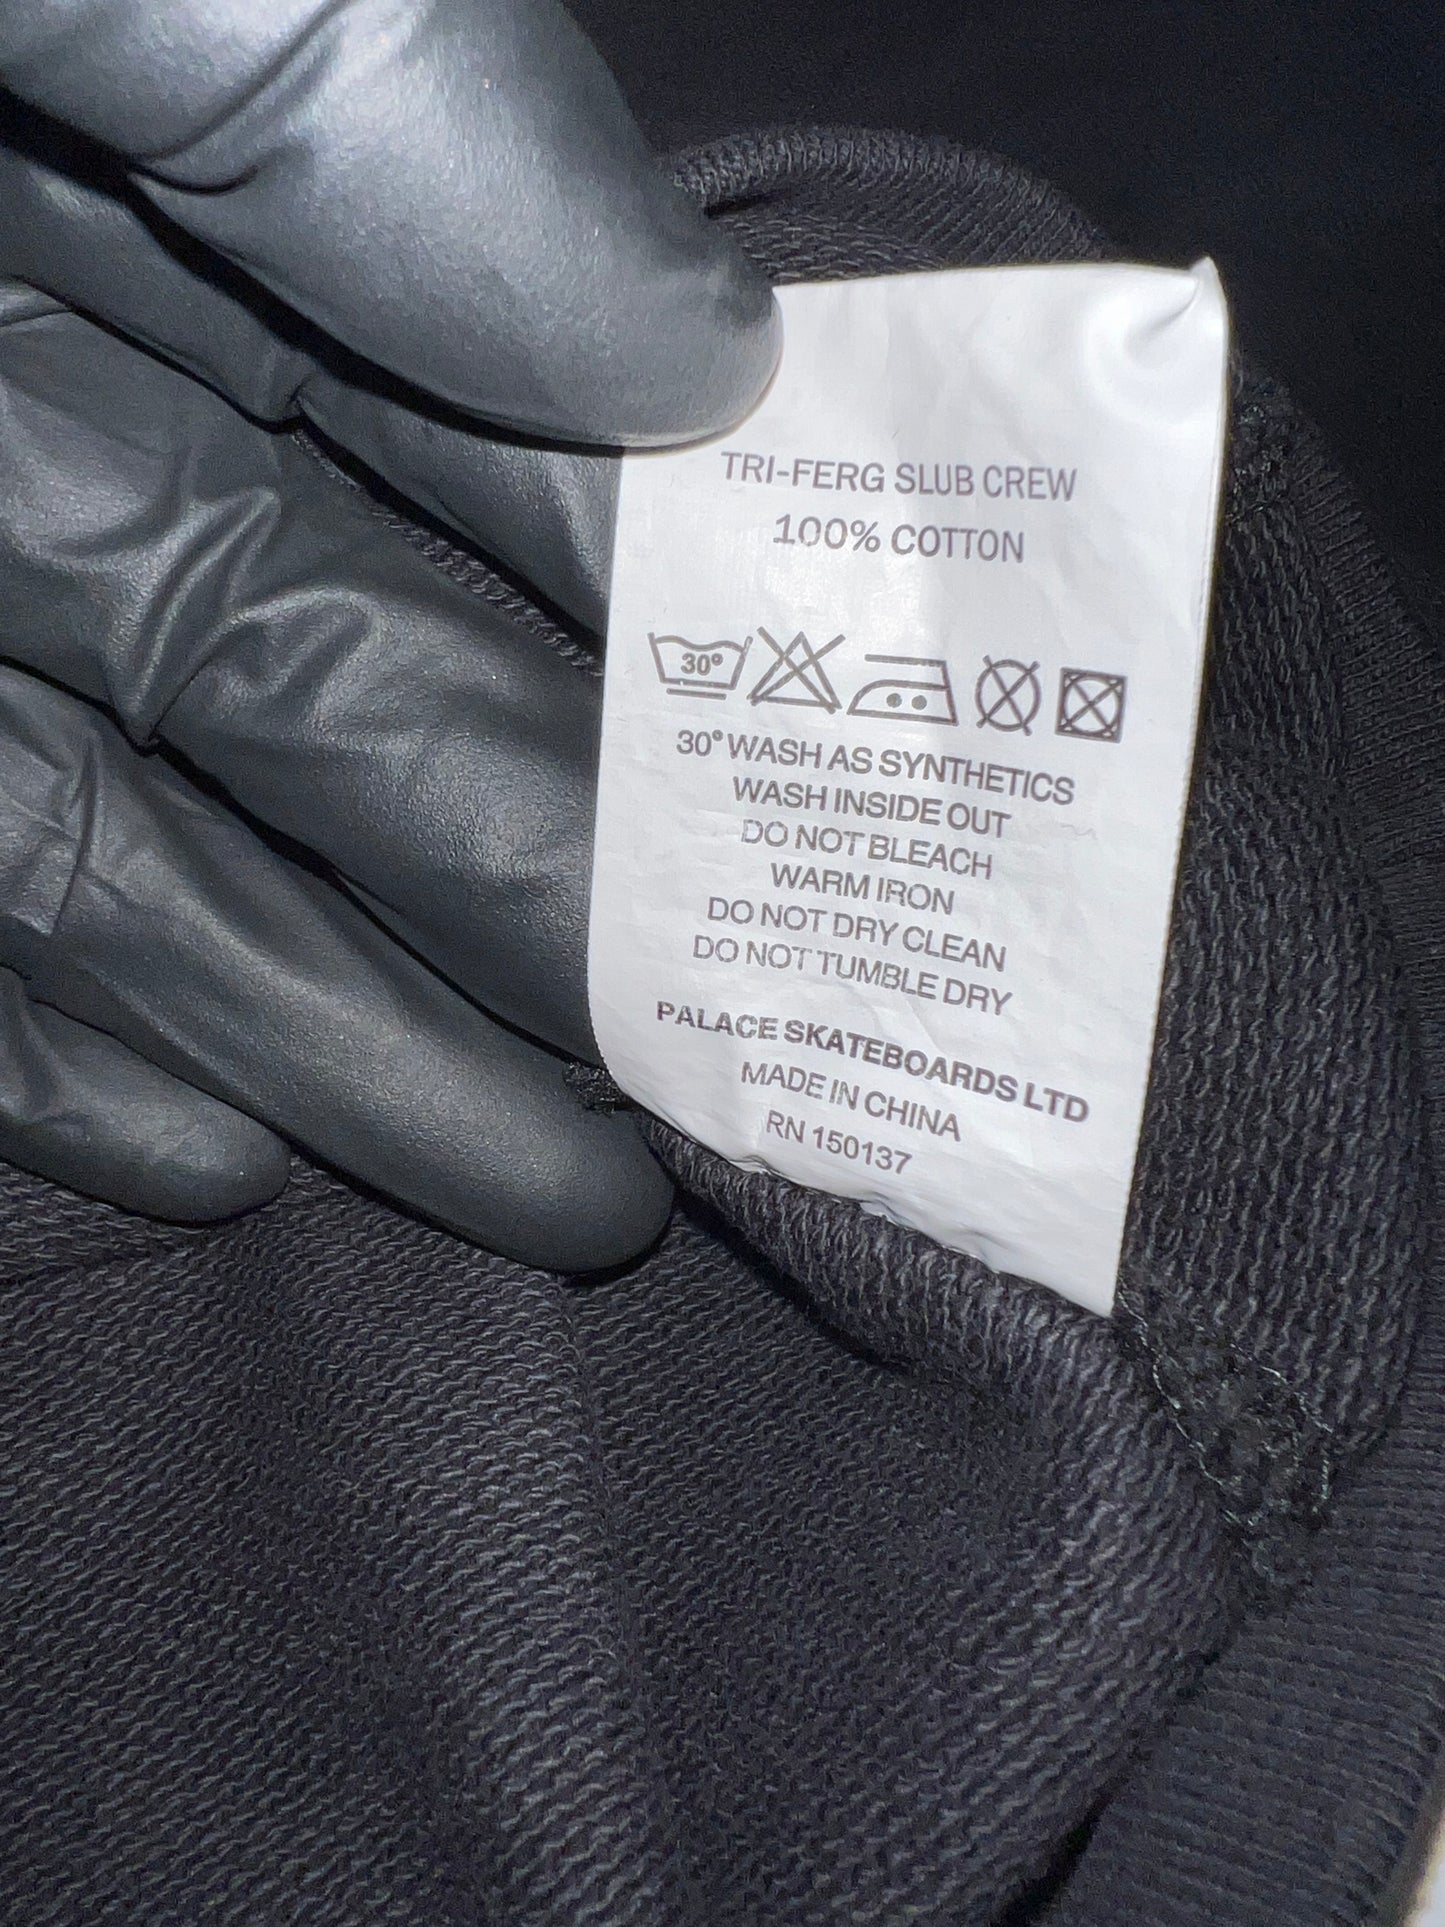 TRI-FERG SLUB CREW
100% COTTON
30°
30° WASH AS SYNTHETICS
WASH INSIDE OUT
DO NOT BLEACH
WARM IRON
DO NOT DRY CLEAN
DO NOT TUMBLE DRY
PALACE SKATEBOARDS LTD
MADE IN CHINA
RN 150137